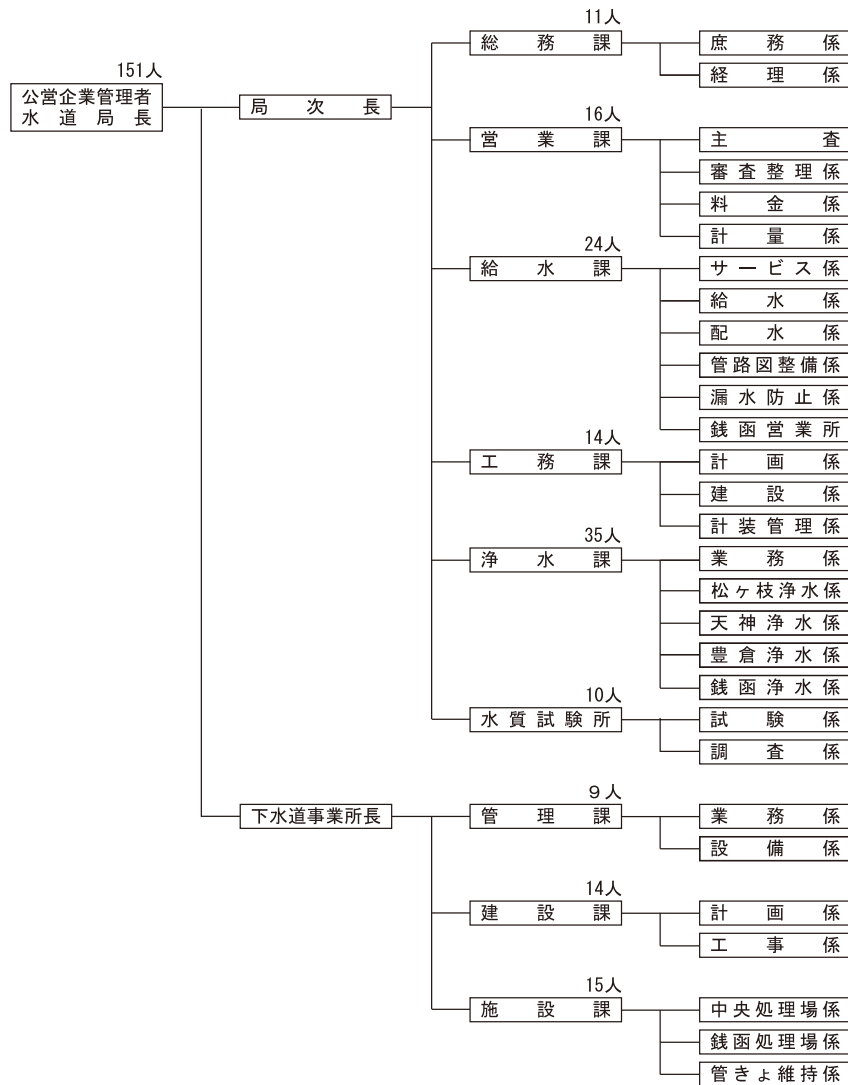 151人
公営企業管理者
水道局長
局次長
11人
総務課
庶務係
経理係
16人
営業課
主査
審査整理係
料金係
計量係
24人
給水課
サービス係
給水係
配水係
管路図整備係
漏水防止係
銭函営業所
14人
工務課
計画係
建設係
計装管理係
35人
浄水課
業務係
松ヶ枝浄水係
天神浄水係
豊倉浄水係
銭函浄水係
10人
水質試験所
試験係
調査係
下水道事業所長
9人
管理課
業務係
設備係
14人
建設課
計画係
工事係
15人
施設課
中央処理場係
銭函処理場係
管きょ維持係